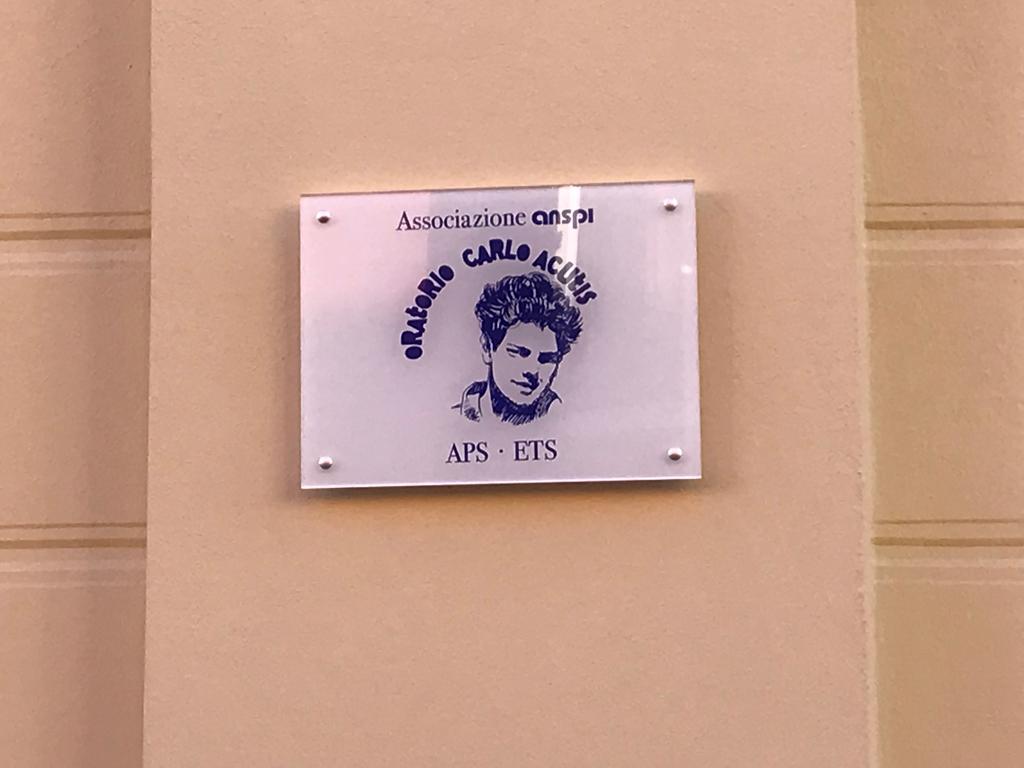 Associazione anspi
ORAtORIO CARLO ACUtIS
APS · ETS